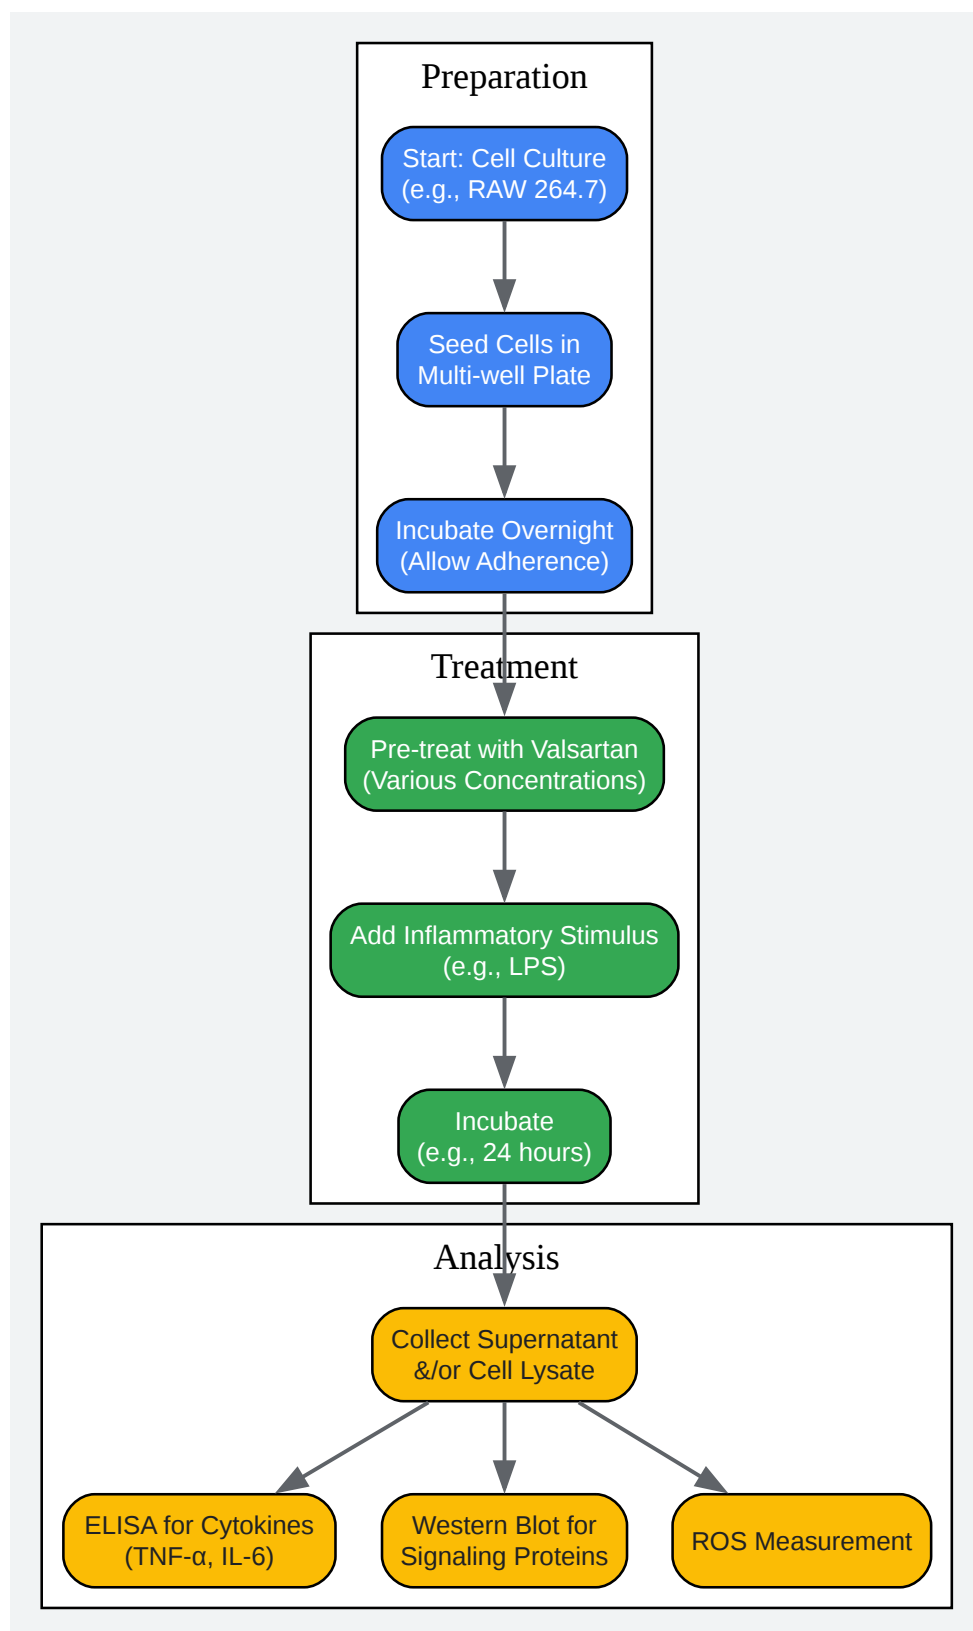 Preparation
Start: Cell Culture
(e.g., RAW 264.7)
Seed Cells in
Multi-well Plate
Incubate Overnight
(Allow Adherence)
Treatment
Pre-treat with Valsartan
(Various Concentrations)
Add Inflammatory Stimulus
(e.g., LPS)
Incubate
(e.g., 24 hours)
Analysis
Collect Supernatant
&/or Cell Lysate
ELISA for Cytokines
(TNF-α, IL-6)
Western Blot for
Signaling Proteins
ROS Measurement